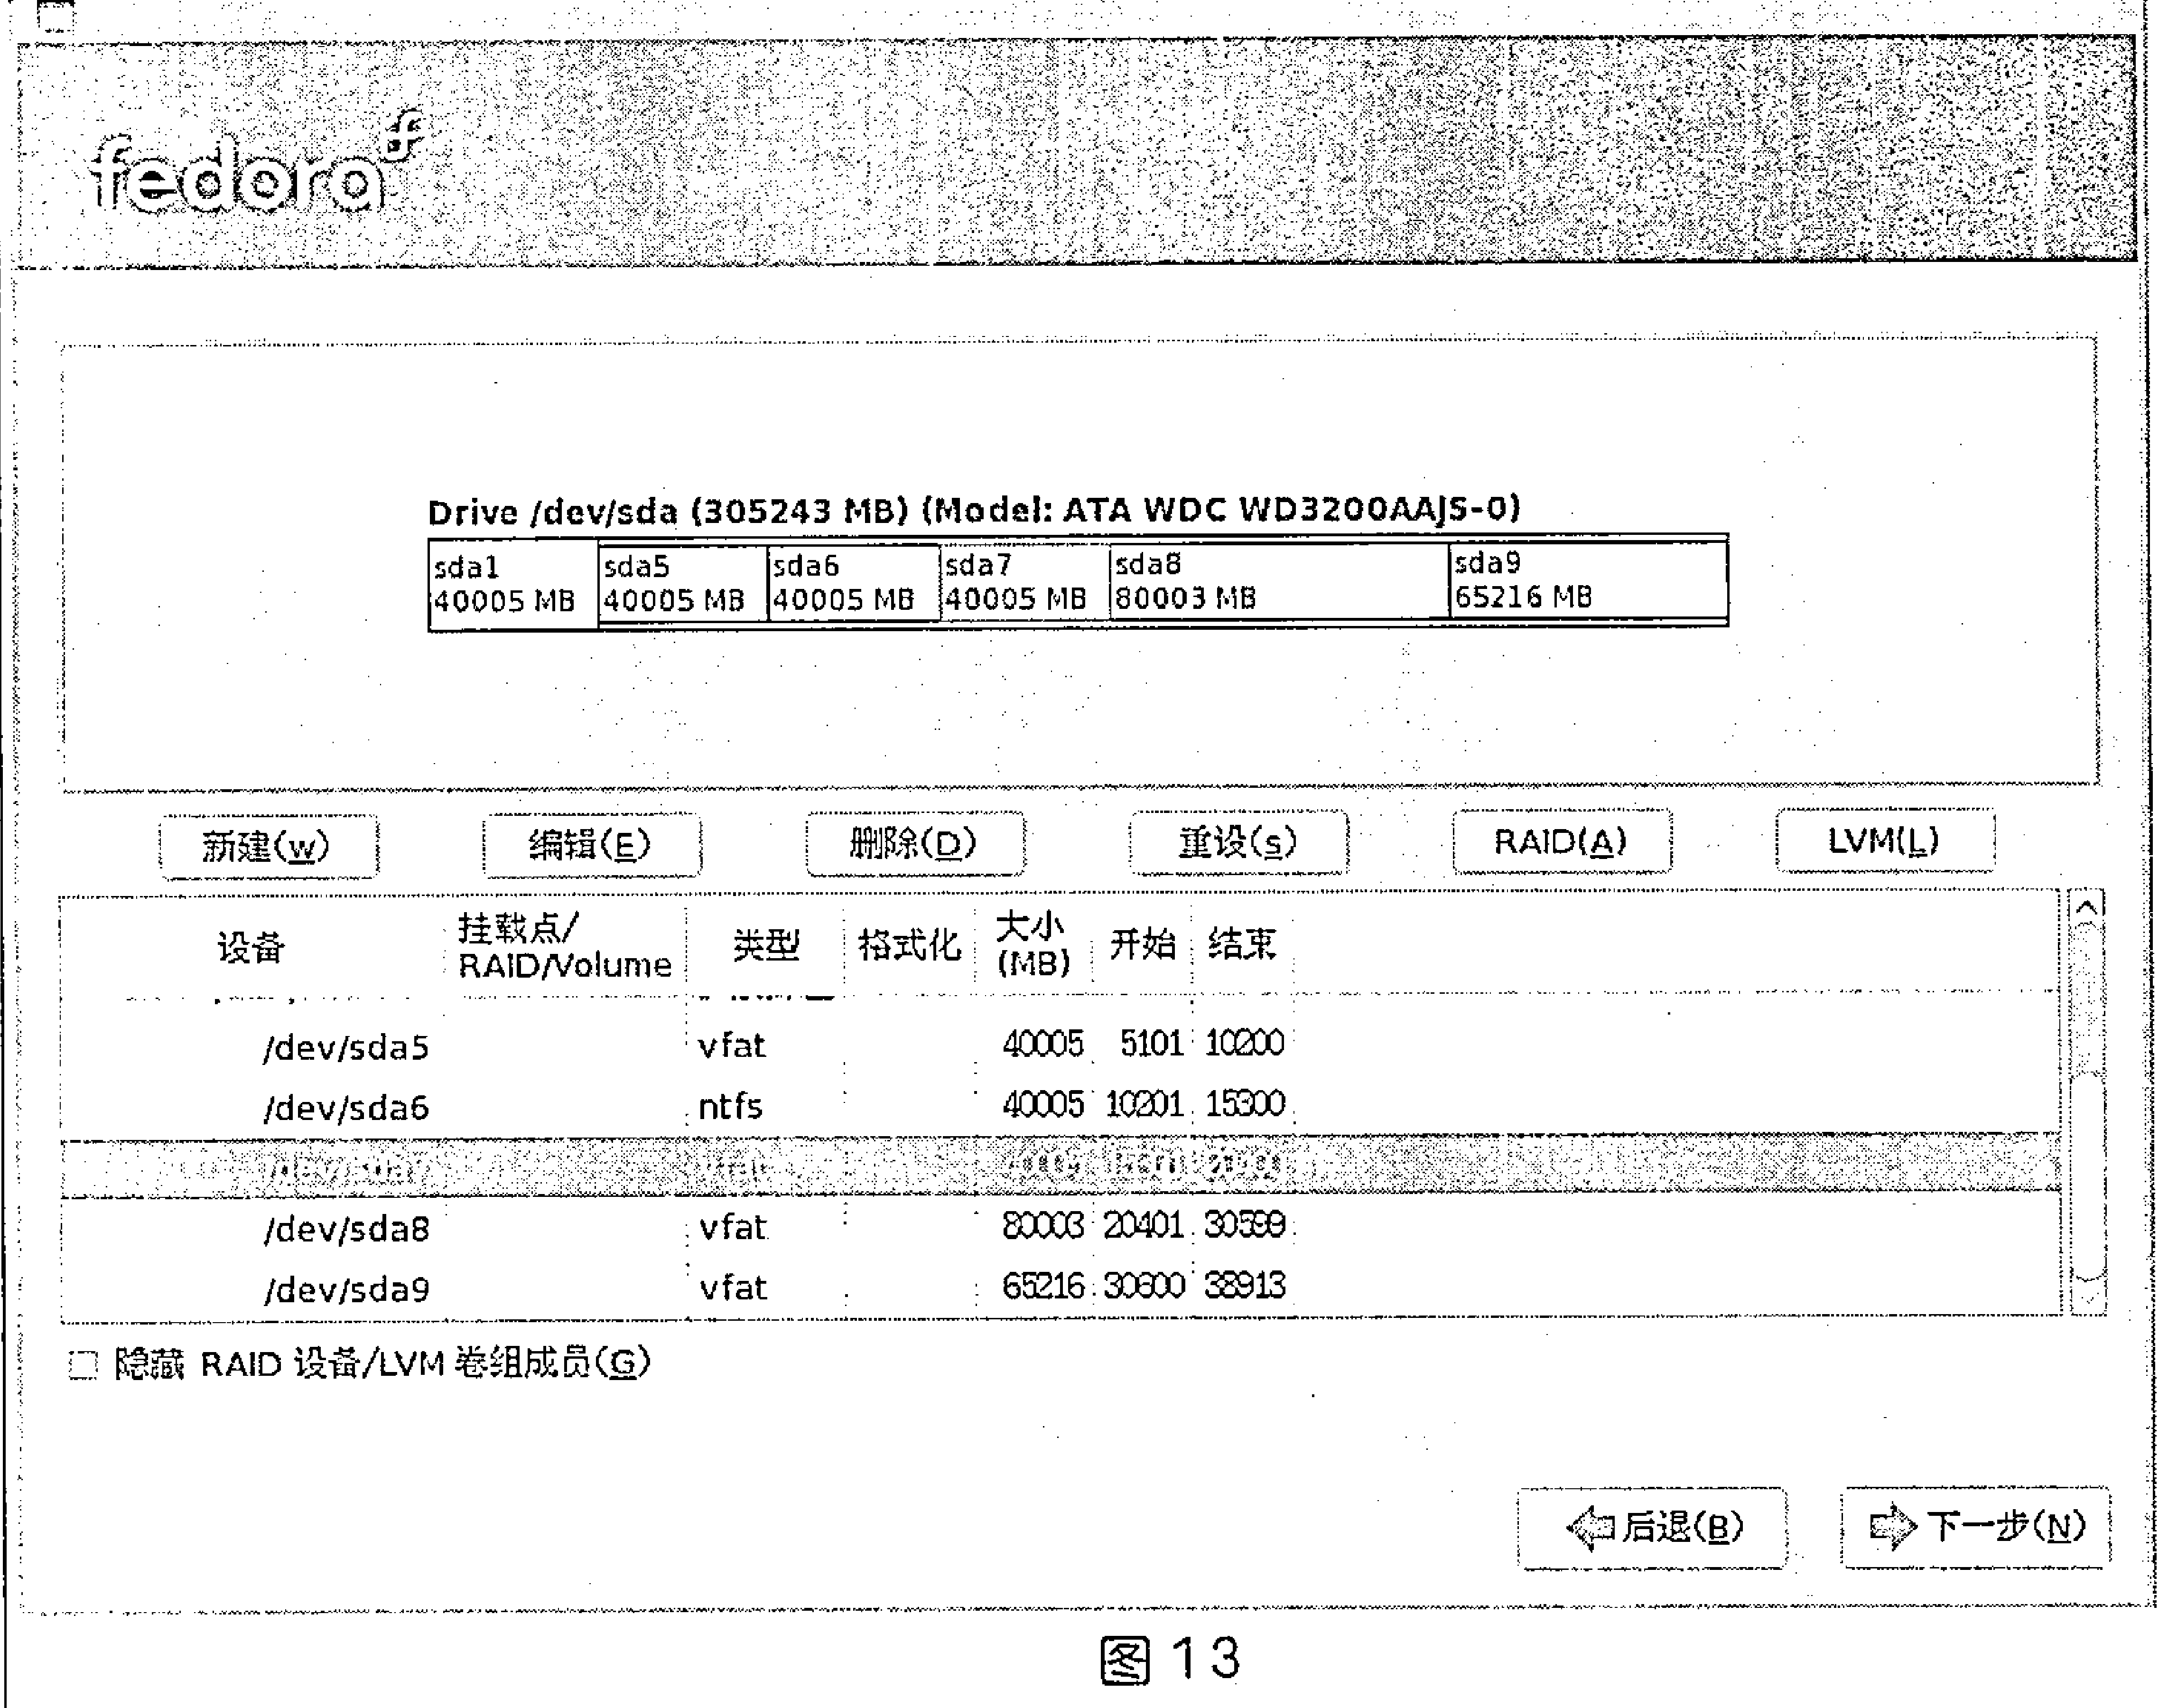 fedora
Drive /dev/sda (305243 MB) (Model: ATA WDC WD3200AAJS-0)
sda1 sda5 sda6 sda7 sda8 sda9
40005 MB 40005 MB 40005 MB 40005 MB 80003 MB 65216 MB
新建(w) 编辑(E) 删除(D) 重设(s) RAID(A) LVM(L)
设备 挂载点/ RAID/Volume 类型 格式化 大小 (MB) 开始 结束
/dev/sda5 vfat 40005 5101 10200
/dev/sda6 ntfs 40005 10201 15300
/dev/sda7 vfat
/dev/sda8 vfat 80003 20401 30599
/dev/sda9 vfat 65216 30600 38913
隐藏 RAID 设备/LVM 卷组成员(G)
后退(B) 下一步(N)
图 13